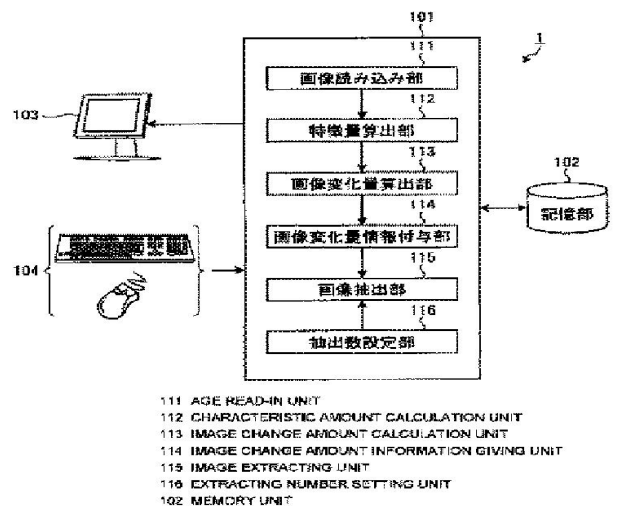 101
1
111
画像読み込み部
112
103
特徴量算出部
113
画像変化量算出部
102
114
記憶部
画像変化量情報付与部
104
115
画像抽出部
116
抽出数設定部
111 AGE READ-IN UNIT
112 CHARACTERISTIC AMOUNT CALCULATION UNIT
113 IMAGE CHANGE AMOUNT CALCULATION UNIT
114 IMAGE CHANGE AMOUNT INFORMATION GIVING UNIT
115 IMAGE EXTRACTING UNIT
116 EXTRACTING NUMBER SETTING UNIT
102 MEMORY UNIT